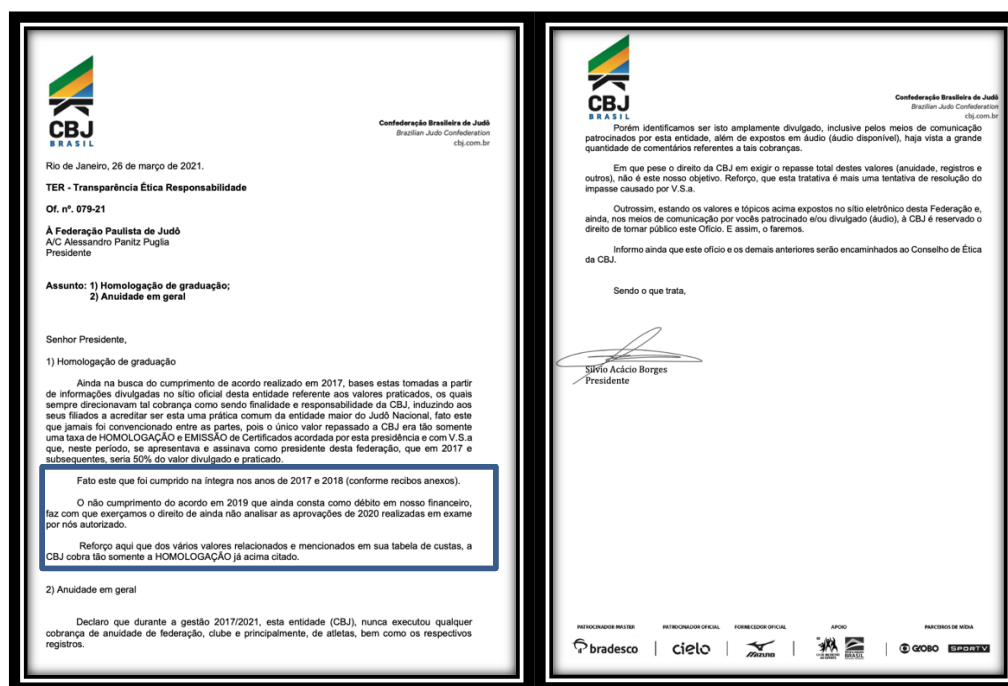 CBJ
BRASIL
Confederação Brasileira de Judô
Brazilian Judo Confederation
cbj.com.br
Rio de Janeiro, 26 de março de 2021.
TER - Transparência Ética Responsabilidade
Of. nº. 079-21
À Federação Paulista de Judô
A/C Alessandro Panitz Puglia
Presidente
Assunto: 1) Homologação de graduação;
2) Anuidade em geral
Senhor Presidente,
1) Homologação de graduação
Ainda na busca do cumprimento de acordo realizado em 2017, bases estas tomadas a partir
de informações divulgadas no sítio oficial desta entidade referente aos valores praticados, os quais
sempre direcionavam tal cobrança como sendo finalidade e responsabilidade da CBJ, induzindo aos
seus filiados a acreditar ser esta uma prática comum da entidade maior do Judô Nacional, fato este
que jamais foi convencionado entre as partes, pois o único valor repassado a CBJ era tão somente
uma taxa de HOMOLOGAÇÃO e EMISSÃO de Certificados acordada por esta presidência e com V.S.a
que, neste período, se apresentava e assinava como presidente desta federação, que em 2017 e
subsequentes, seria 50% do valor divulgado e praticado.
Fato este que foi cumprido na íntegra nos anos de 2017 e 2018 (conforme recibos anexos).
O não cumprimento do acordo em 2019 que ainda consta como débito em nosso financeiro,
faz com que exerçamos o direito de ainda não analisar as aprovações de 2020 realizadas em exame
por nós autorizado.
Reforço aqui que dos vários valores relacionados e mencionados em sua tabela de custas, a
CBJ cobra tão somente a HOMOLOGAÇÃO já acima citado.
2) Anuidade em geral
Declaro que durante a gestão 2017/2021, esta entidade (CBJ), nunca executou qualquer
cobrança de anuidade de federação, clube e principalmente, de atletas, bem como os respectivos
registros.
CBJ
BRASIL
Confederação Brasileira de Judô
Brazilian Judo Confederation
cbj.com.br
Porém identificamos ser isto amplamente divulgado, inclusive pelos meios de comunicação
patrocinados por esta entidade, além de expostos em áudio (áudio disponível), haja vista a grande
quantidade de comentários referentes a tais cobranças.
Em que pese o direito da CBJ em exigir o repasse total destes valores (anuidade, registros e
outros), não é este nosso objetivo. Reforço, que esta tratativa é mais uma tentativa de resolução do
impasse causado por V.S.a.
Outrossim, estando os valores e tópicos acima expostos no sítio eletrônico desta Federação e,
ainda, nos meios de comunicação por vocês patrocinado e/ou divulgado (áudio), à CBJ é reservado o
direito de tornar público este Ofício. E assim, o faremos.
Informo ainda que este ofício e os demais anteriores serão encaminhados ao Conselho de Ética
da CBJ.
Sendo o que trata,
Silvio Acácio Borges
Presidente
PATROCINADOR MASTER PATROCINADOR OFICIAL FORNECEDOR OFICIAL APOIO PARCEIROS DE MÍDIA
bradesco cielo Mizuno BRASIL GLOBO SPORTV